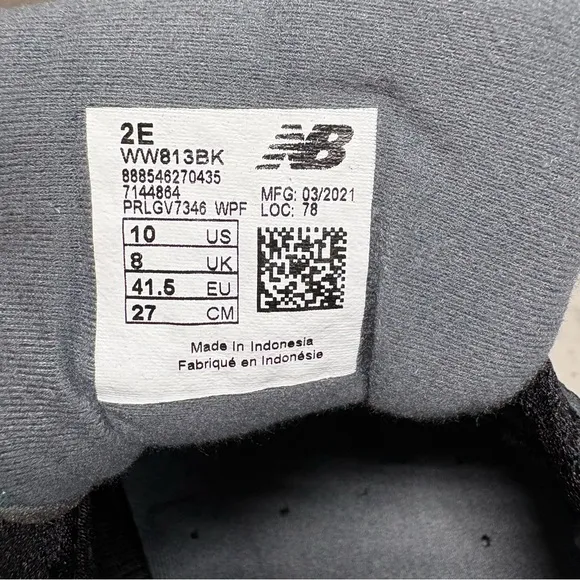 2E
WW813BK
NB
888546270435
7144864
PRLGV7346 WPF
MFG: 03/2021
LOC: 78
10 US
8 UK
41.5 EU
27 CM
Made in Indonesia
Fabriqué en Indonésie